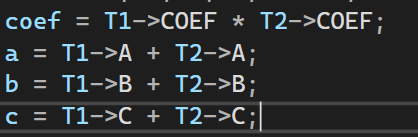 coef = T1->COEF * T2->COEF;
a = T1->A + T2->A;
b = T1->B + T2->B;
c = T1->C + T2->C;